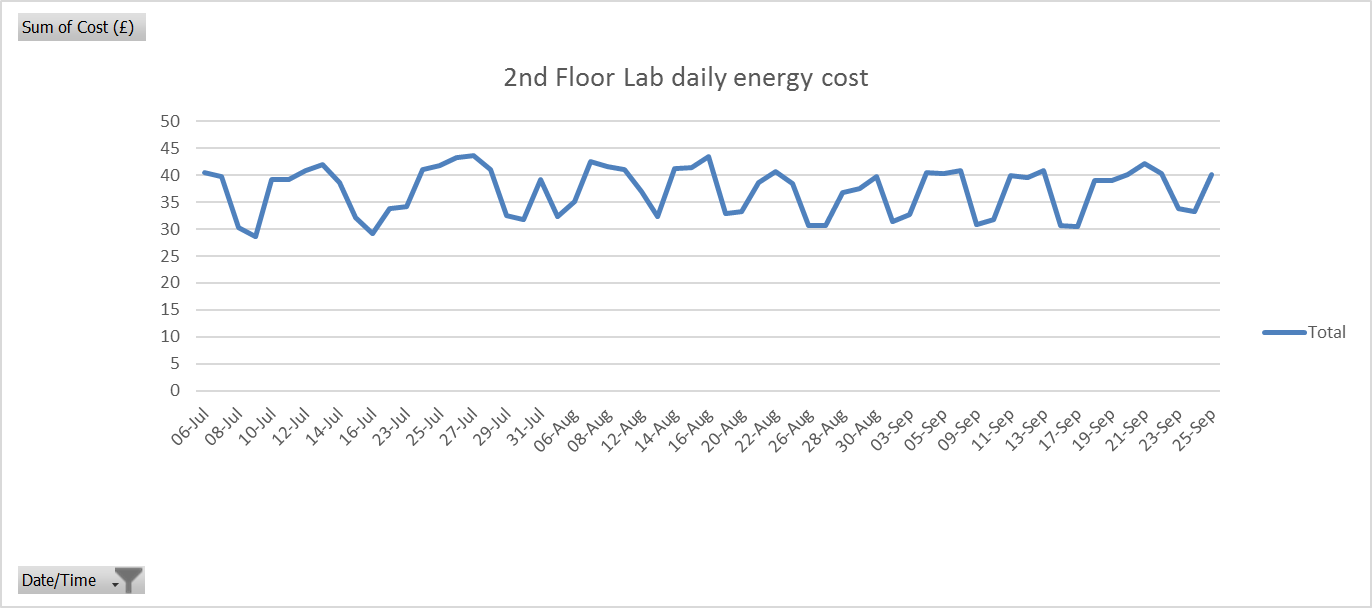 Sum of Cost (£)
2nd Floor Lab daily energy cost
50
45
40
35
30
25
20
15
10
5
0
06-Jul
08-Jul
10-Jul
12-Jul
14-Jul
16-Jul
23-Jul
25-Jul
27-Jul
29-Jul
31-Jul
06-Aug
08-Aug
12-Aug
14-Aug
16-Aug
20-Aug
22-Aug
26-Aug
28-Aug
30-Aug
03-Sep
05-Sep
09-Sep
11-Sep
13-Sep
17-Sep
19-Sep
21-Sep
23-Sep
25-Sep
Total
Date/Time